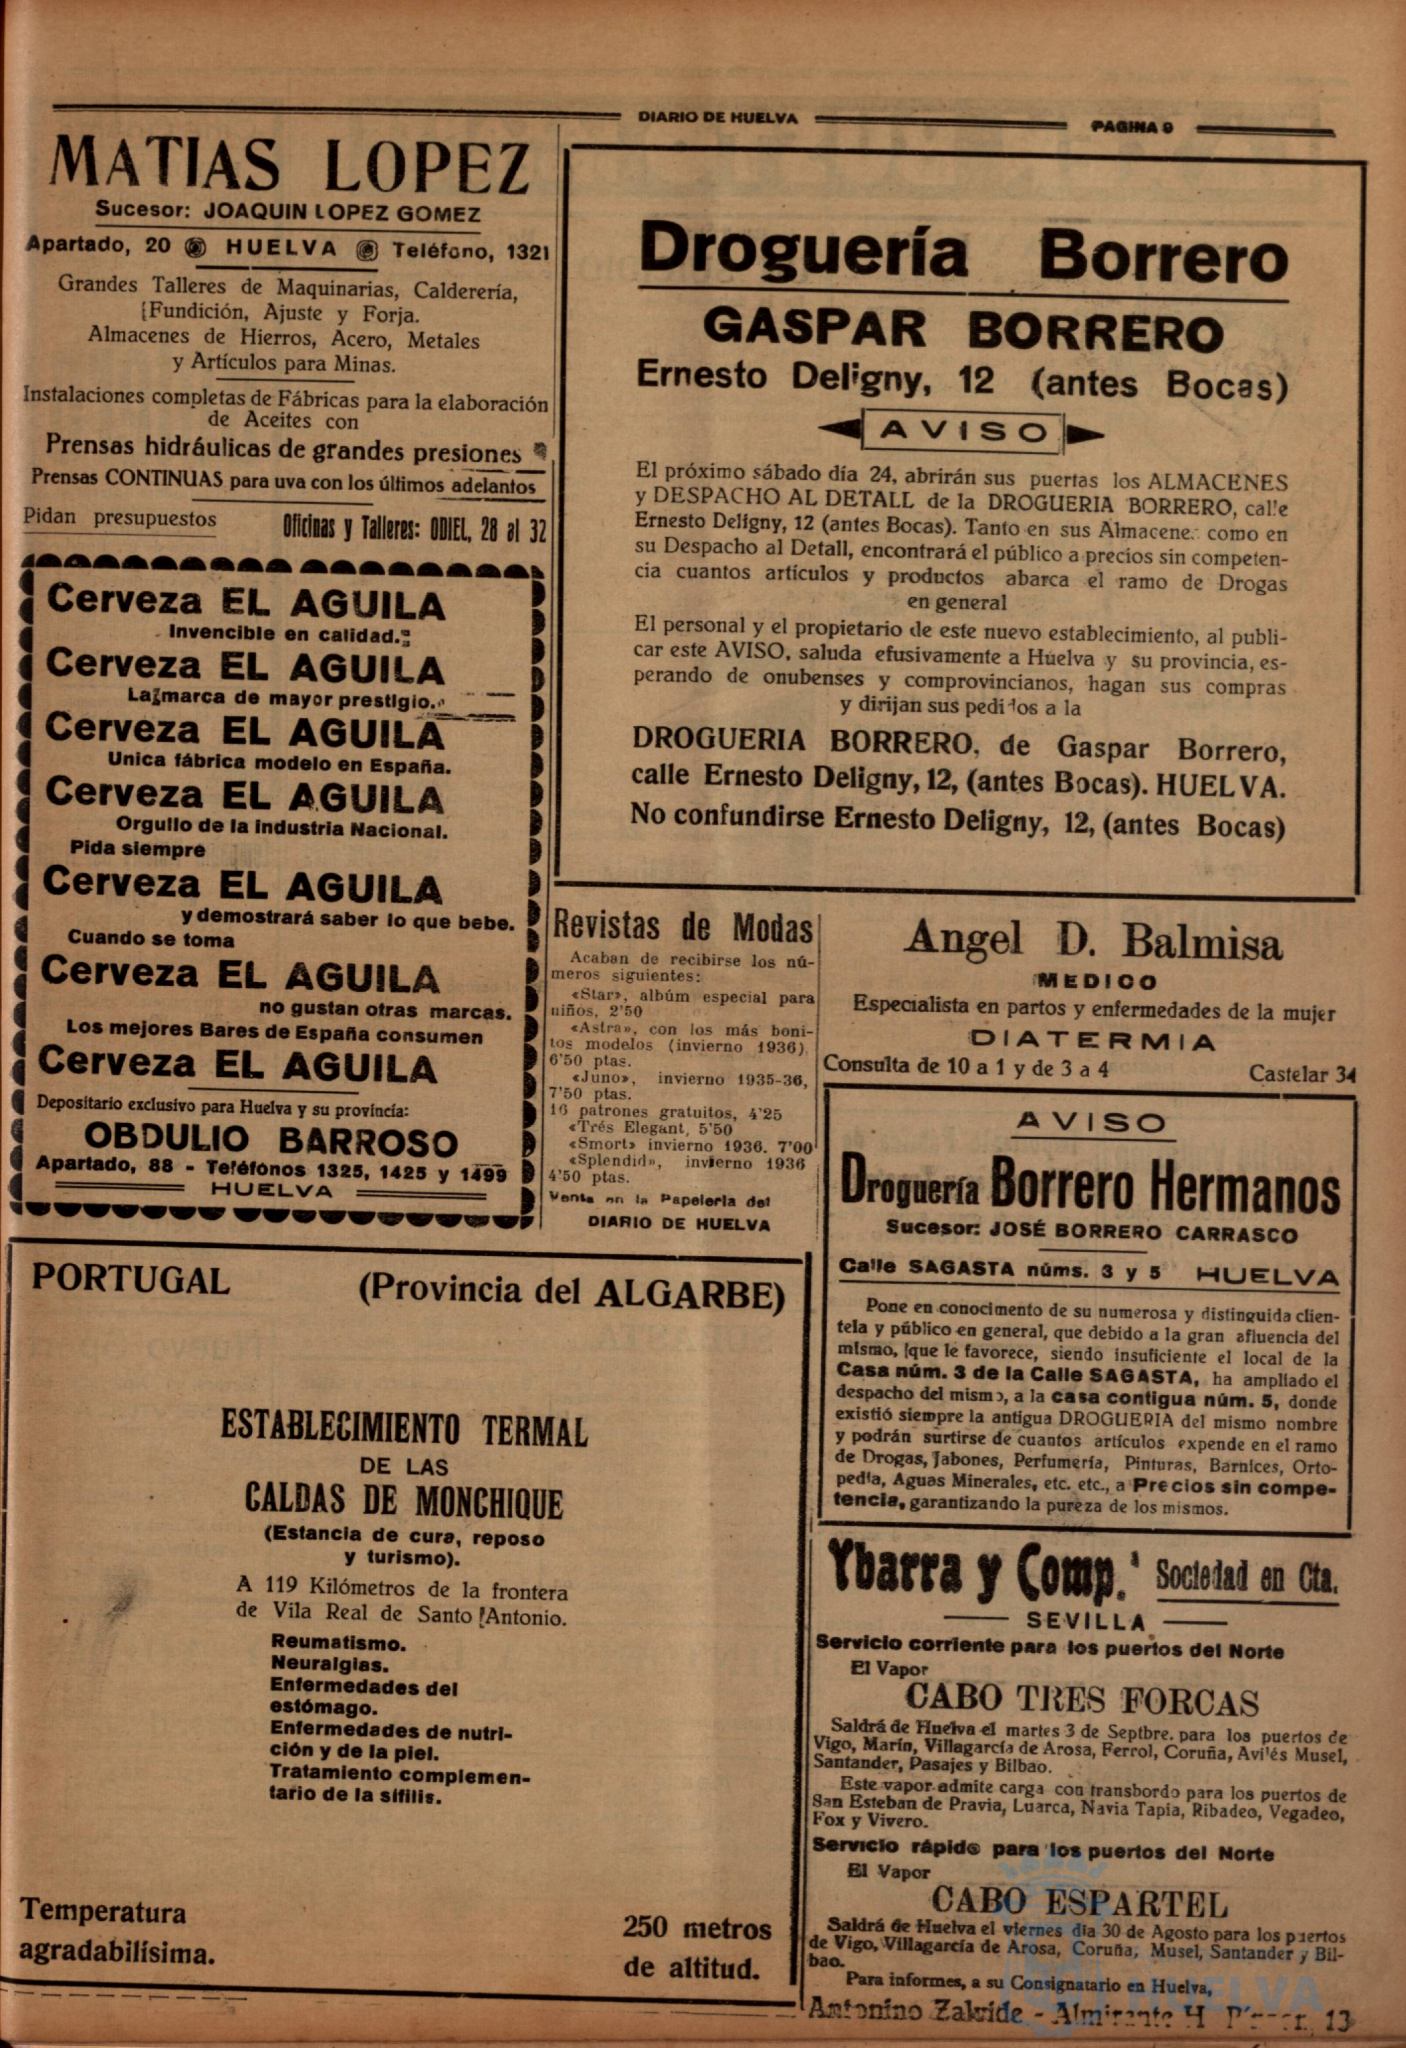 DIARIO DE HUELVA
PAGINA 9
MATIAS LOPEZ
Sucesor: JOAQUIN LOPEZ GOMEZ
Apartado, 20 HUELVA Teléfono, 1321
Grandes Talleres de Maquinarias, Calderería,
Fundición, Ajuste y Forja.
Almacenes de Hierros, Acero, Metales
y Artículos para Minas.
Instalaciones completas de Fábricas para la elaboración
de Aceites con
Prensas hidráulicas de grandes presiones
Prensas CONTINUAS para uva con los últimos adelantos
Pidan presupuestos Oficinas y Talleres: ODIEL, 28 al 32
Cerveza EL AGUILA
Invencible en calidad.
Cerveza EL AGUILA
La marca de mayor prestigio.
Cerveza EL AGUILA
Unica fábrica modelo en España.
Cerveza EL AGUILA
Orgullo de la industria Nacional.
Pida siempre
Cerveza EL AGUILA
y demostrará saber lo que bebe.
Cuando se toma
Cerveza EL AGUILA
no gustan otras marcas.
Los mejores Bares de España consumen
Cerveza EL AGUILA
Depositario exclusivo para Huelva y su provincia:
OBDULIO BARROSO
Apartado, 88 - Teléfonos 1325, 1425 y 1499
HUELVA
Droguería Borrero
GASPAR BORRERO
Ernesto Deligny, 12 (antes Bocas)
AVISO
El próximo sábado día 24, abrirán sus puertas los ALMACENES
y DESPACHO AL DETALL de la DROGUERIA BORRERO, calle
Ernesto Deligny, 12 (antes Bocas). Tanto en sus Almacene: como en
su Despacho al Detall, encontrará el público a precios sin competen-
cia cuantos artículos y productos abarca el ramo de Drogas
en general
El personal y el propietario de este nuevo establecimiento, al publi-
car este AVISO, saluda efusivamente a Huelva y su provincia, es-
perando de onubenses y comprovincianos, hagan sus compras
y dirijan sus pedidos a la
DROGUERIA BORRERO, de Gaspar Borrero,
calle Ernesto Deligny, 12, (antes Bocas). HUELVA.
No confundirse Ernesto Deligny, 12, (antes Bocas)
Revistas de Modas
Acaban de recibirse los nú-
meros siguientes:
«Star», albúm especial para
niños, 2'50
«Astra», con los más boni-
tos modelos (invierno 1936)
6'50 ptas.
«Juno», invierno 1935-36,
7'50 ptas.
16 patrones gratuitos, 4'25
«Trés Elegant, 5'50
«Smort» invierno 1936. 7'00
«Splendid», invierno 1936
4'50 ptas.
Venta en la Papelería del
DIARIO DE HUELVA
Angel D. Balmisa
MEDICO
Especialista en partos y enfermedades de la mujer
DIATERMIA
Consulta de 10 a 1 y de 3 a 4 Castelar 34
AVISO
Droguería Borrero Hermanos
Sucesor: JOSÉ BORRERO CARRASCO
Calle SAGASTA núms. 3 y 5 HUELVA
Pone en conocimento de su numerosa y distinguida clien-
tela y público en general, que debido a la gran afluencia del
mismo, que le favorece, siendo insuficiente el local de la
Casa núm. 3 de la Calle SAGASTA, ha ampliado el
despacho del mismo, a la casa contigua núm. 5, donde
existió siempre la antigua DROGUERIA del mismo nombre
y podrán surtirse de cuantos artículos expende en el ramo
de Drogas, Jabones, Perfumería, Pinturas, Barnices, Orto-
pedia, Aguas Minerales, etc. etc., a Precios sin compe-
tencia, garantizando la pureza de los mismos.
PORTUGAL (Provincia del ALGARBE)
ESTABLECIMIENTO TERMAL
DE LAS
CALDAS DE MONCHIQUE
(Estancia de cura, reposo
y turismo).
A 119 Kilómetros de la frontera
de Vila Real de Santo Antonio.
Reumatismo.
Neuralgias.
Enfermedades del
estómago.
Enfermedades de nutri-
ción y de la piel.
Tratamiento complemen-
tario de la sifilis.
Temperatura
agradabilísima.
250 metros
de altitud.
Ybarra y Comp.ª Sociedad en Cta.
SEVILLA
Servicio corriente para los puertos del Norte
El Vapor
CABO TRES FORCAS
Saldrá de Huelva el martes 3 de Septbre. para los puertos de
Vigo, Marín, Villagarcía de Arosa, Ferrol, Coruña, Avilés Musel,
Santander, Pasajes y Bilbao.
Este vapor admite carga con transbordo para los puertos de
San Esteban de Pravia, Luarca, Navia Tapia, Ribadeo, Vegadeo,
Fox y Vivero.
Servicio rápido para los puertos del Norte
El Vapor
CABO ESPARTEL
Saldrá de Huelva el viernes dia 30 de Agosto para los puertos
de Vigo, Villagarcía de Arosa, Coruña, Musel, Santander y Bil-
bao.
Para informes, a su Consignatario en Huelva,
Antonino - Almirante H 13